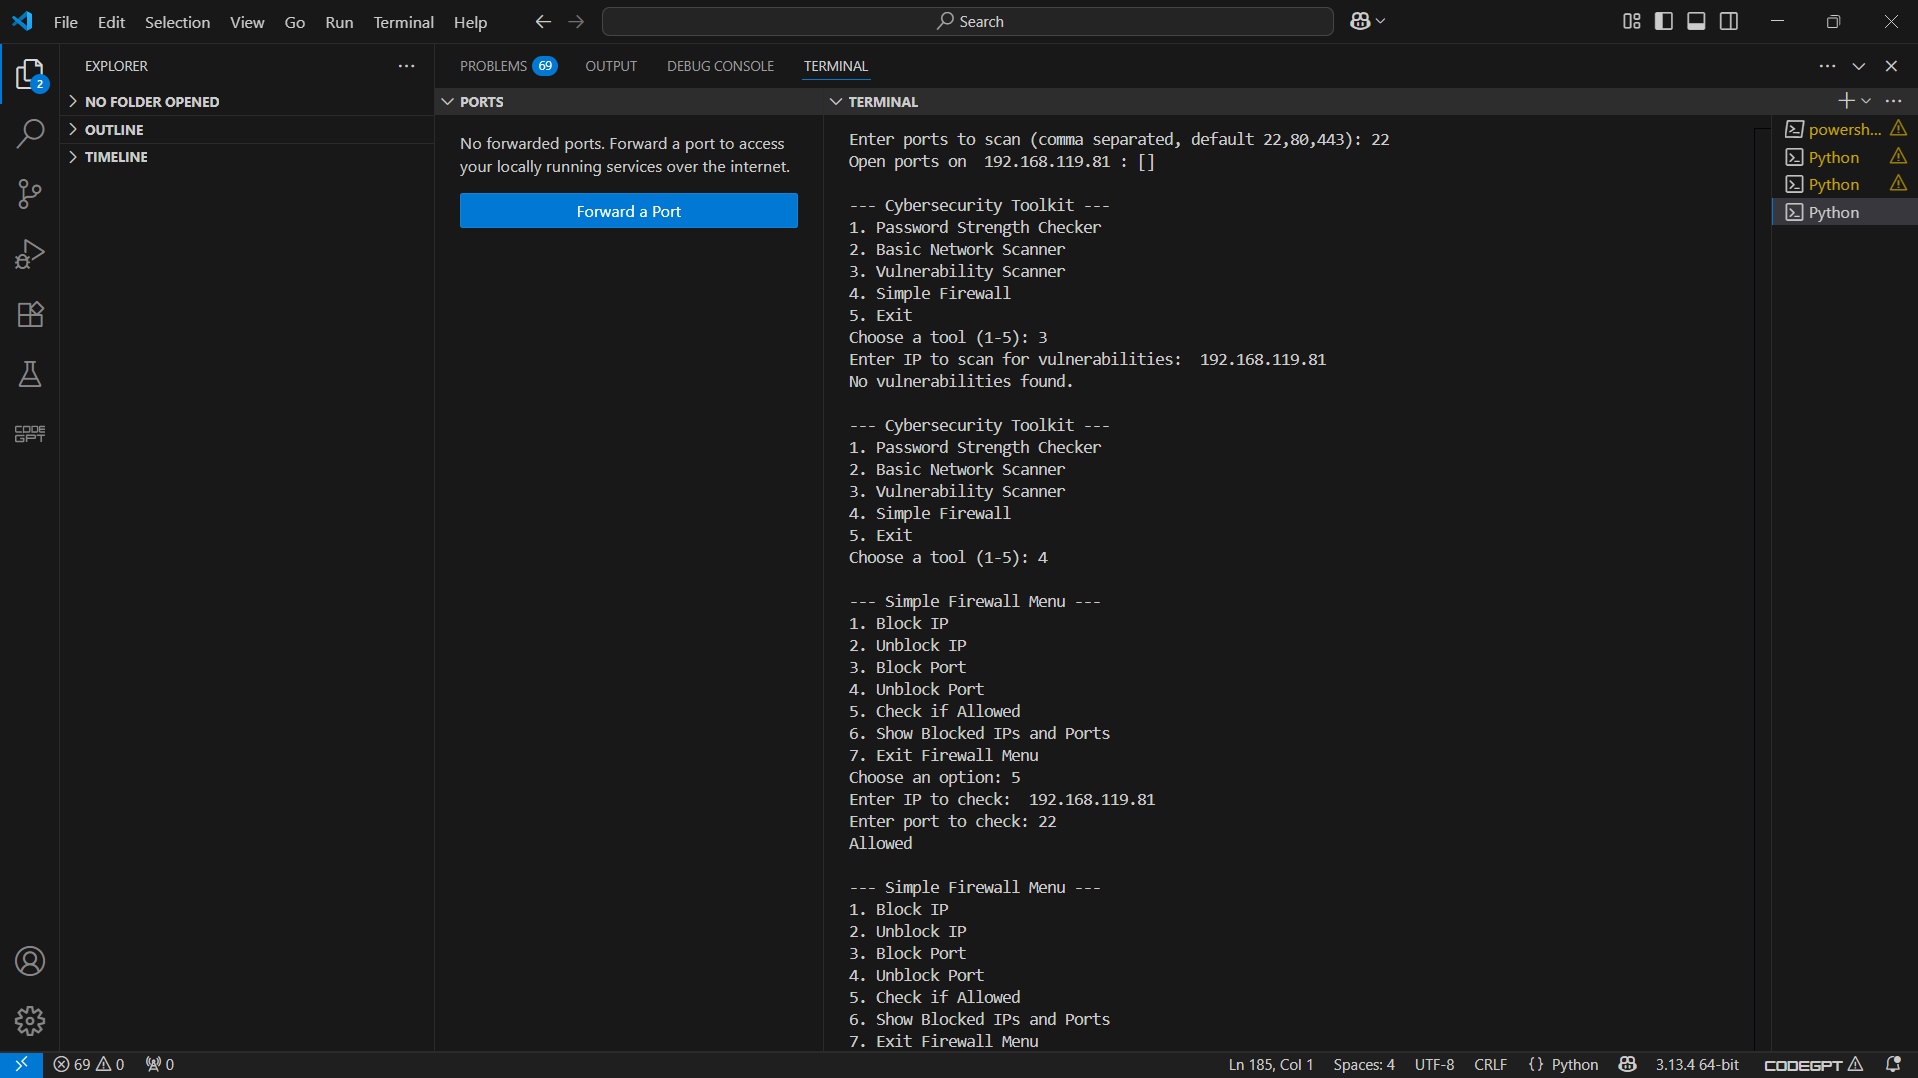 File Edit Selection View Go Run Terminal Help
Search
EXPLORER
2
NO FOLDER OPENED
OUTLINE
TIMELINE
CODE
GPT
PROBLEMS 69 OUTPUT DEBUG CONSOLE TERMINAL
PORTS
No forwarded ports. Forward a port to access
your locally running services over the internet.
Forward a Port
TERMINAL
Enter ports to scan (comma separated, default 22,80,443): 22
Open ports on  192.168.119.81 : []
--- Cybersecurity Toolkit ---
1. Password Strength Checker
2. Basic Network Scanner
3. Vulnerability Scanner
4. Simple Firewall
5. Exit
Choose a tool (1-5): 3
Enter IP to scan for vulnerabilities:  192.168.119.81
No vulnerabilities found.
--- Cybersecurity Toolkit ---
1. Password Strength Checker
2. Basic Network Scanner
3. Vulnerability Scanner
4. Simple Firewall
5. Exit
Choose a tool (1-5): 4
--- Simple Firewall Menu ---
1. Block IP
2. Unblock IP
3. Block Port
4. Unblock Port
5. Check if Allowed
6. Show Blocked IPs and Ports
7. Exit Firewall Menu
Choose an option: 5
Enter IP to check:  192.168.119.81
Enter port to check: 22
Allowed
--- Simple Firewall Menu ---
1. Block IP
2. Unblock IP
3. Block Port
4. Unblock Port
5. Check if Allowed
6. Show Blocked IPs and Ports
7. Exit Firewall Menu
powersh...
Python
Python
Python
69 0 0
Ln 185, Col 1 Spaces: 4 UTF-8 CRLF {} Python 3.13.4 64-bit CODEGPT